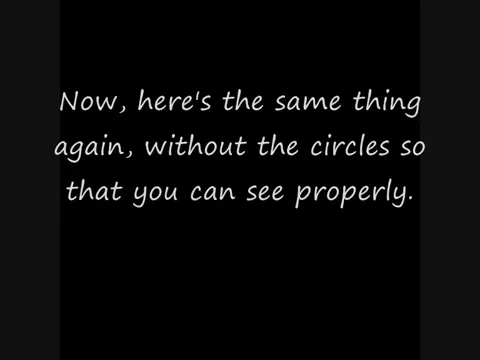 Now, here's the same thing
again, without the circles so
that you can see properly.